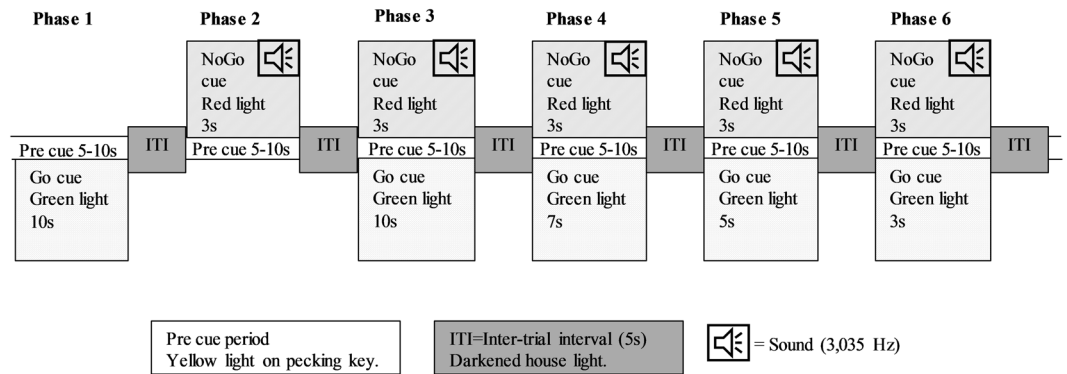 Phase 1
Phase 2
Phase 3
Phase 4
Phase 5
Phase 6
NoGo
cue
Red light
3s
NoGo
cue
Red light
3s
NoGo
cue
Red light
3s
NoGo
cue
Red light
3s
NoGo
cue
Red light
3s
Pre cue 5-10s
ITI
Pre cue 5-10s
ITI
Pre cue 5-10s
ITI
Pre cue 5-10s
ITI
Pre cue 5-10s
ITI
Pre cue 5-10s
ITI
Go cue
Green light
10s
Go cue
Green light
10s
Go cue
Green light
7s
Go cue
Green light
5s
Go cue
Green light
3s
Pre cue period
Yellow light on pecking key.
ITI=Inter-trial interval (5s)
Darkened house light.
= Sound (3,035 Hz)